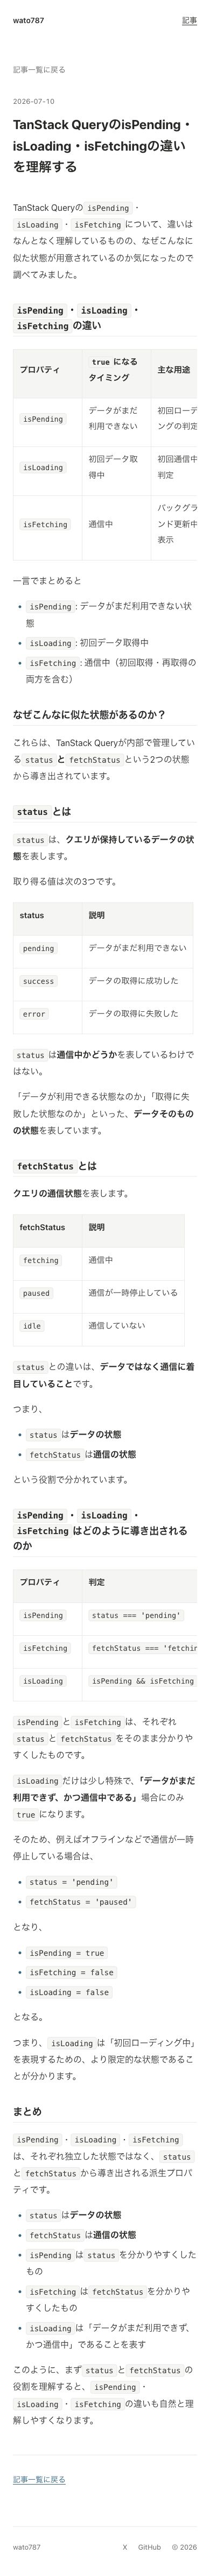 wato787 記事
記事一覧に戻る
2026-07-10
TanStack QueryのisPending・
isLoading・isFetchingの違い
を理解する
TanStack Queryの isPending ・
isLoading ・ isFetching について、違いは
なんとなく理解しているものの、なぜこんなに
似た状態が用意されているのか気になったので
調べてみました。
isPending ・ isLoading ・
isFetching の違い
プロパティ true になる 主な用途
タイミング
isPending データがまだ 初回ローデ
利用できない ングの判定
isLoading 初回データ取 初回通信中
得中 判定
isFetching 通信中 バックグラ
ンド更新中
表示
一言でまとめると
• isPending : データがまだ利用できない状
態
• isLoading : 初回データ取得中
• isFetching : 通信中（初回取得・再取得の
両方を含む）
なぜこんなに似た状態があるのか？
これらは、TanStack Queryが内部で管理してい
る status と fetchStatus という2つの状態
から導き出されています。
status とは
status は、クエリが保持しているデータの状
態を表します。
取り得る値は次の3つです。
status 説明
pending データがまだ利用できない
success データの取得に成功した
error データの取得に失敗した
status は通信中かどうかを表しているわけで
はない。
「データが利用できる状態なのか」「取得に失
敗した状態なのか」といった、データそのもの
の状態を表しています。
fetchStatus とは
クエリの通信状態を表します。
fetchStatus 説明
fetching 通信中
paused 通信が一時停止している
idle 通信していない
status との違いは、データではなく通信に着
目していることです。
つまり、
• status はデータの状態
• fetchStatus は通信の状態
という役割で分かれています。
isPending ・ isLoading ・
isFetching はどのように導き出される
のか
プロパティ 判定
isPending status === 'pending'
isFetching fetchStatus === 'fetchin
isLoading isPending && isFetching
isPending と isFetching は、それぞれ
status と fetchStatus をそのまま分かりや
すくしたものです。
isLoading だけは少し特殊で、「データがまだ
利用できず、かつ通信中である」場合にのみ
true になります。
そのため、例えばオフラインなどで通信が一時
停止している場合は、
• status = 'pending'
• fetchStatus = 'paused'
となり、
• isPending = true
• isFetching = false
• isLoading = false
となる。
つまり、 isLoading は「初回ローディング中」
を表現するための、より限定的な状態であるこ
とが分かります。
まとめ
isPending ・ isLoading ・ isFetching
は、それぞれ独立した状態ではなく、 status
と fetchStatus から導き出される派生プロパ
ティです。
• status はデータの状態
• fetchStatus は通信の状態
• isPending は status を分かりやすくした
もの
• isFetching は fetchStatus を分かりや
すくしたもの
• isLoading は「データがまだ利用できず、
かつ通信中」であることを表す
このように、まず status と fetchStatus の
役割を理解すると、 isPending ・
isLoading ・ isFetching の違いも自然と理
解しやすくなります。
記事一覧に戻る
wato787 X GitHub © 2026